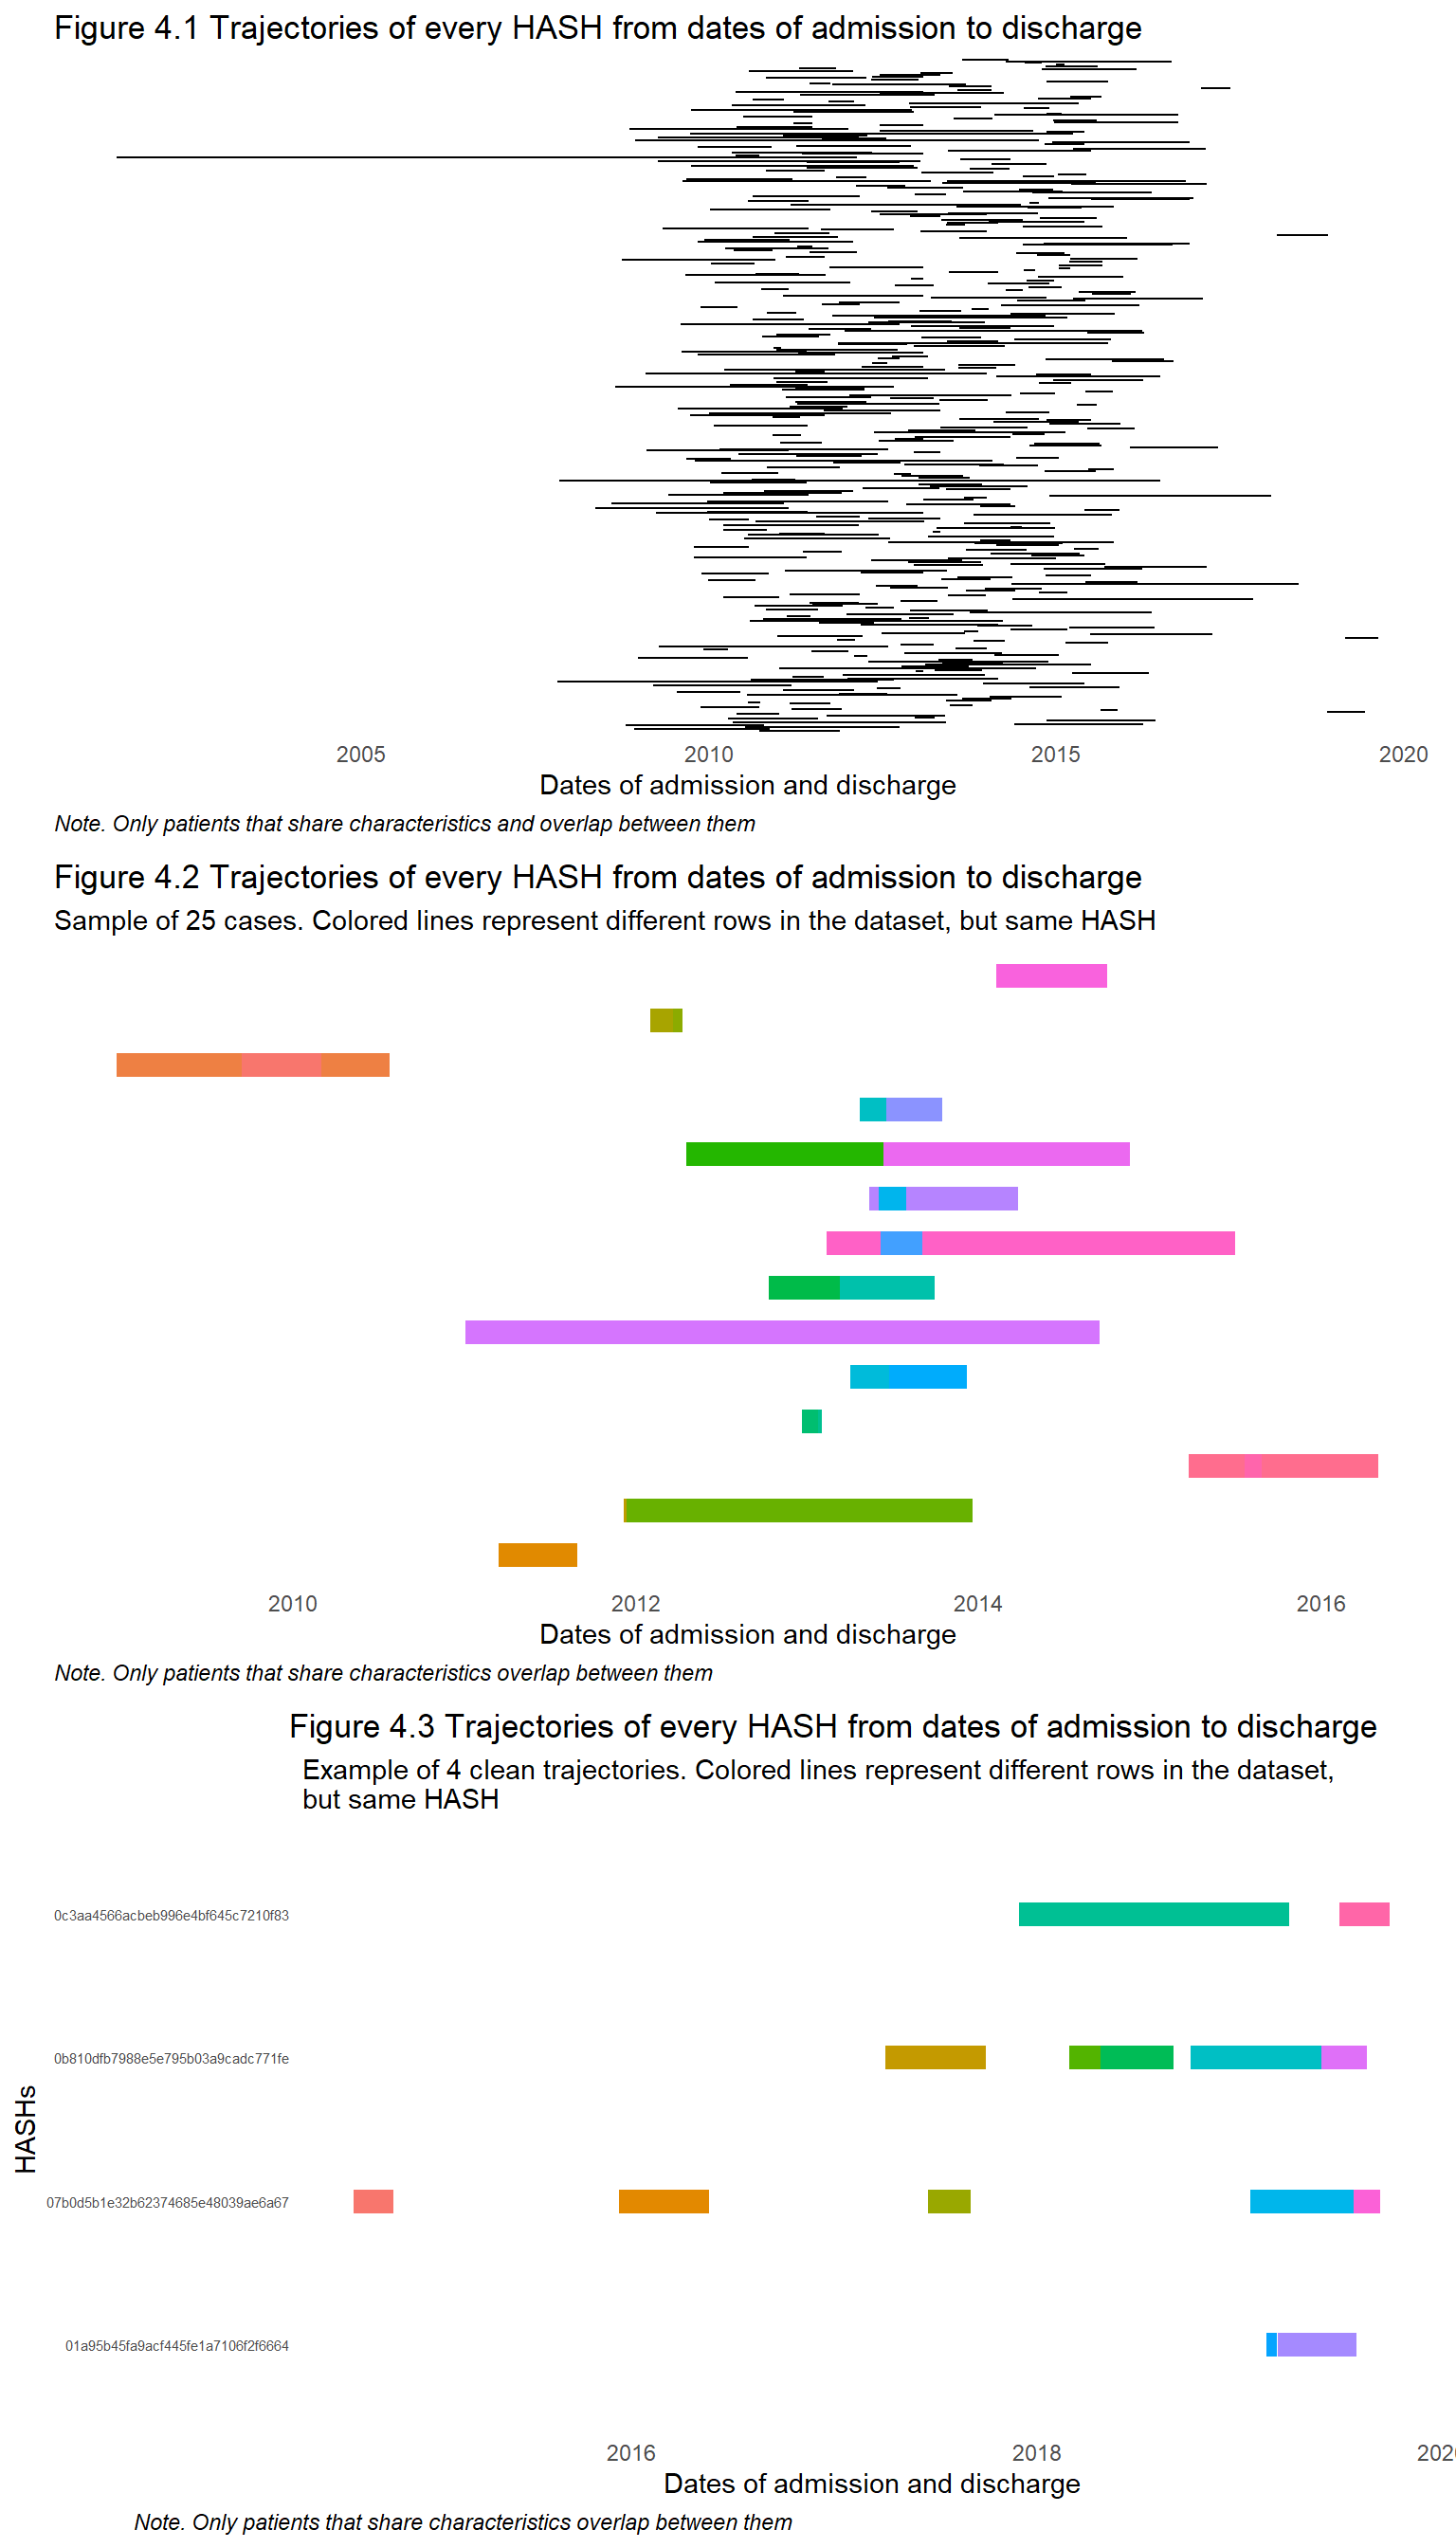 Figure 4.1 Trajectories of every HASH from dates of admission to discharge
2005 2010 2015 2020
Dates of admission and discharge
Note. Only patients that share characteristics and overlap between them
Figure 4.2 Trajectories of every HASH from dates of admission to discharge
Sample of 25 cases. Colored lines represent different rows in the dataset, but same HASH
2010 2012 2014 2016
Dates of admission and discharge
Note. Only patients that share characteristics overlap between them
Figure 4.3 Trajectories of every HASH from dates of admission to discharge
Example of 4 clean trajectories. Colored lines represent different rows in the dataset,
but same HASH
0c3aa4566acbeb996e4bf645c7210f83
0b810dfb7988e5e795b03a9cadc771fe
HASHs
07b0d5b1e32b62374685e48039ae6a67
01a95b45fa9acf445fe1a7106f2f6664
2016 2018
Dates of admission and discharge
Note. Only patients that share characteristics overlap between them